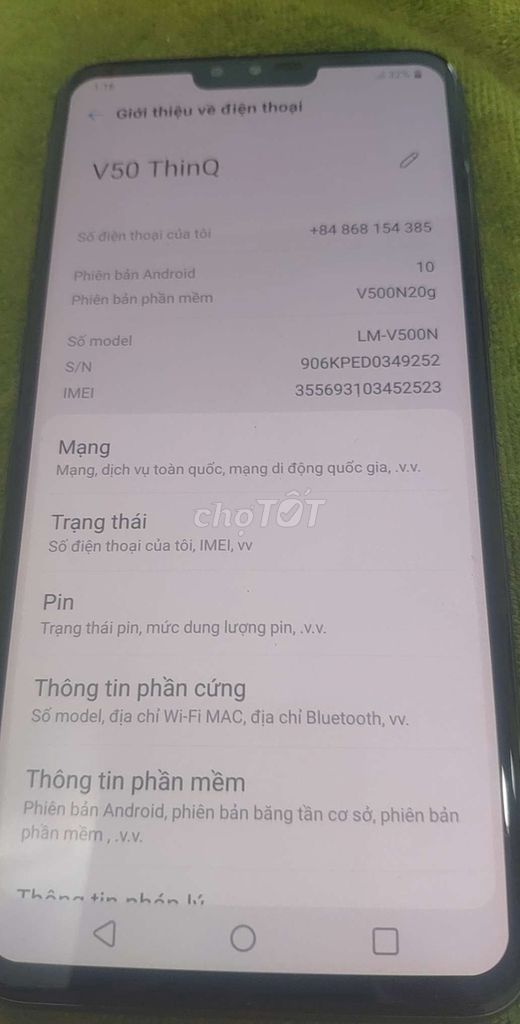 1:16
32%
Giới thiệu về điện thoại
V50 ThinQ
Số điện thoại của tôi +84 868 154 385
Phiên bản Android 10
Phiên bản phần mềm V500N20g
Số model LM-V500N
S/N 906KPED0349252
IMEI 355693103452523
Mạng
Mạng, dịch vụ toàn quốc, mạng di động quốc gia, .v.v.
chợTỐT
Trạng thái
Số điện thoại của tôi, IMEI, vv
Pin
Trạng thái pin, mức dung lượng pin, .v.v.
Thông tin phần cứng
Số model, địa chỉ Wi-Fi MAC, địa chỉ Bluetooth, vv.
Thông tin phần mềm
Phiên bản Android, phiên bản băng tần cơ sở, phiên bản
phần mềm , .v.v.
Thông tin pháp lý